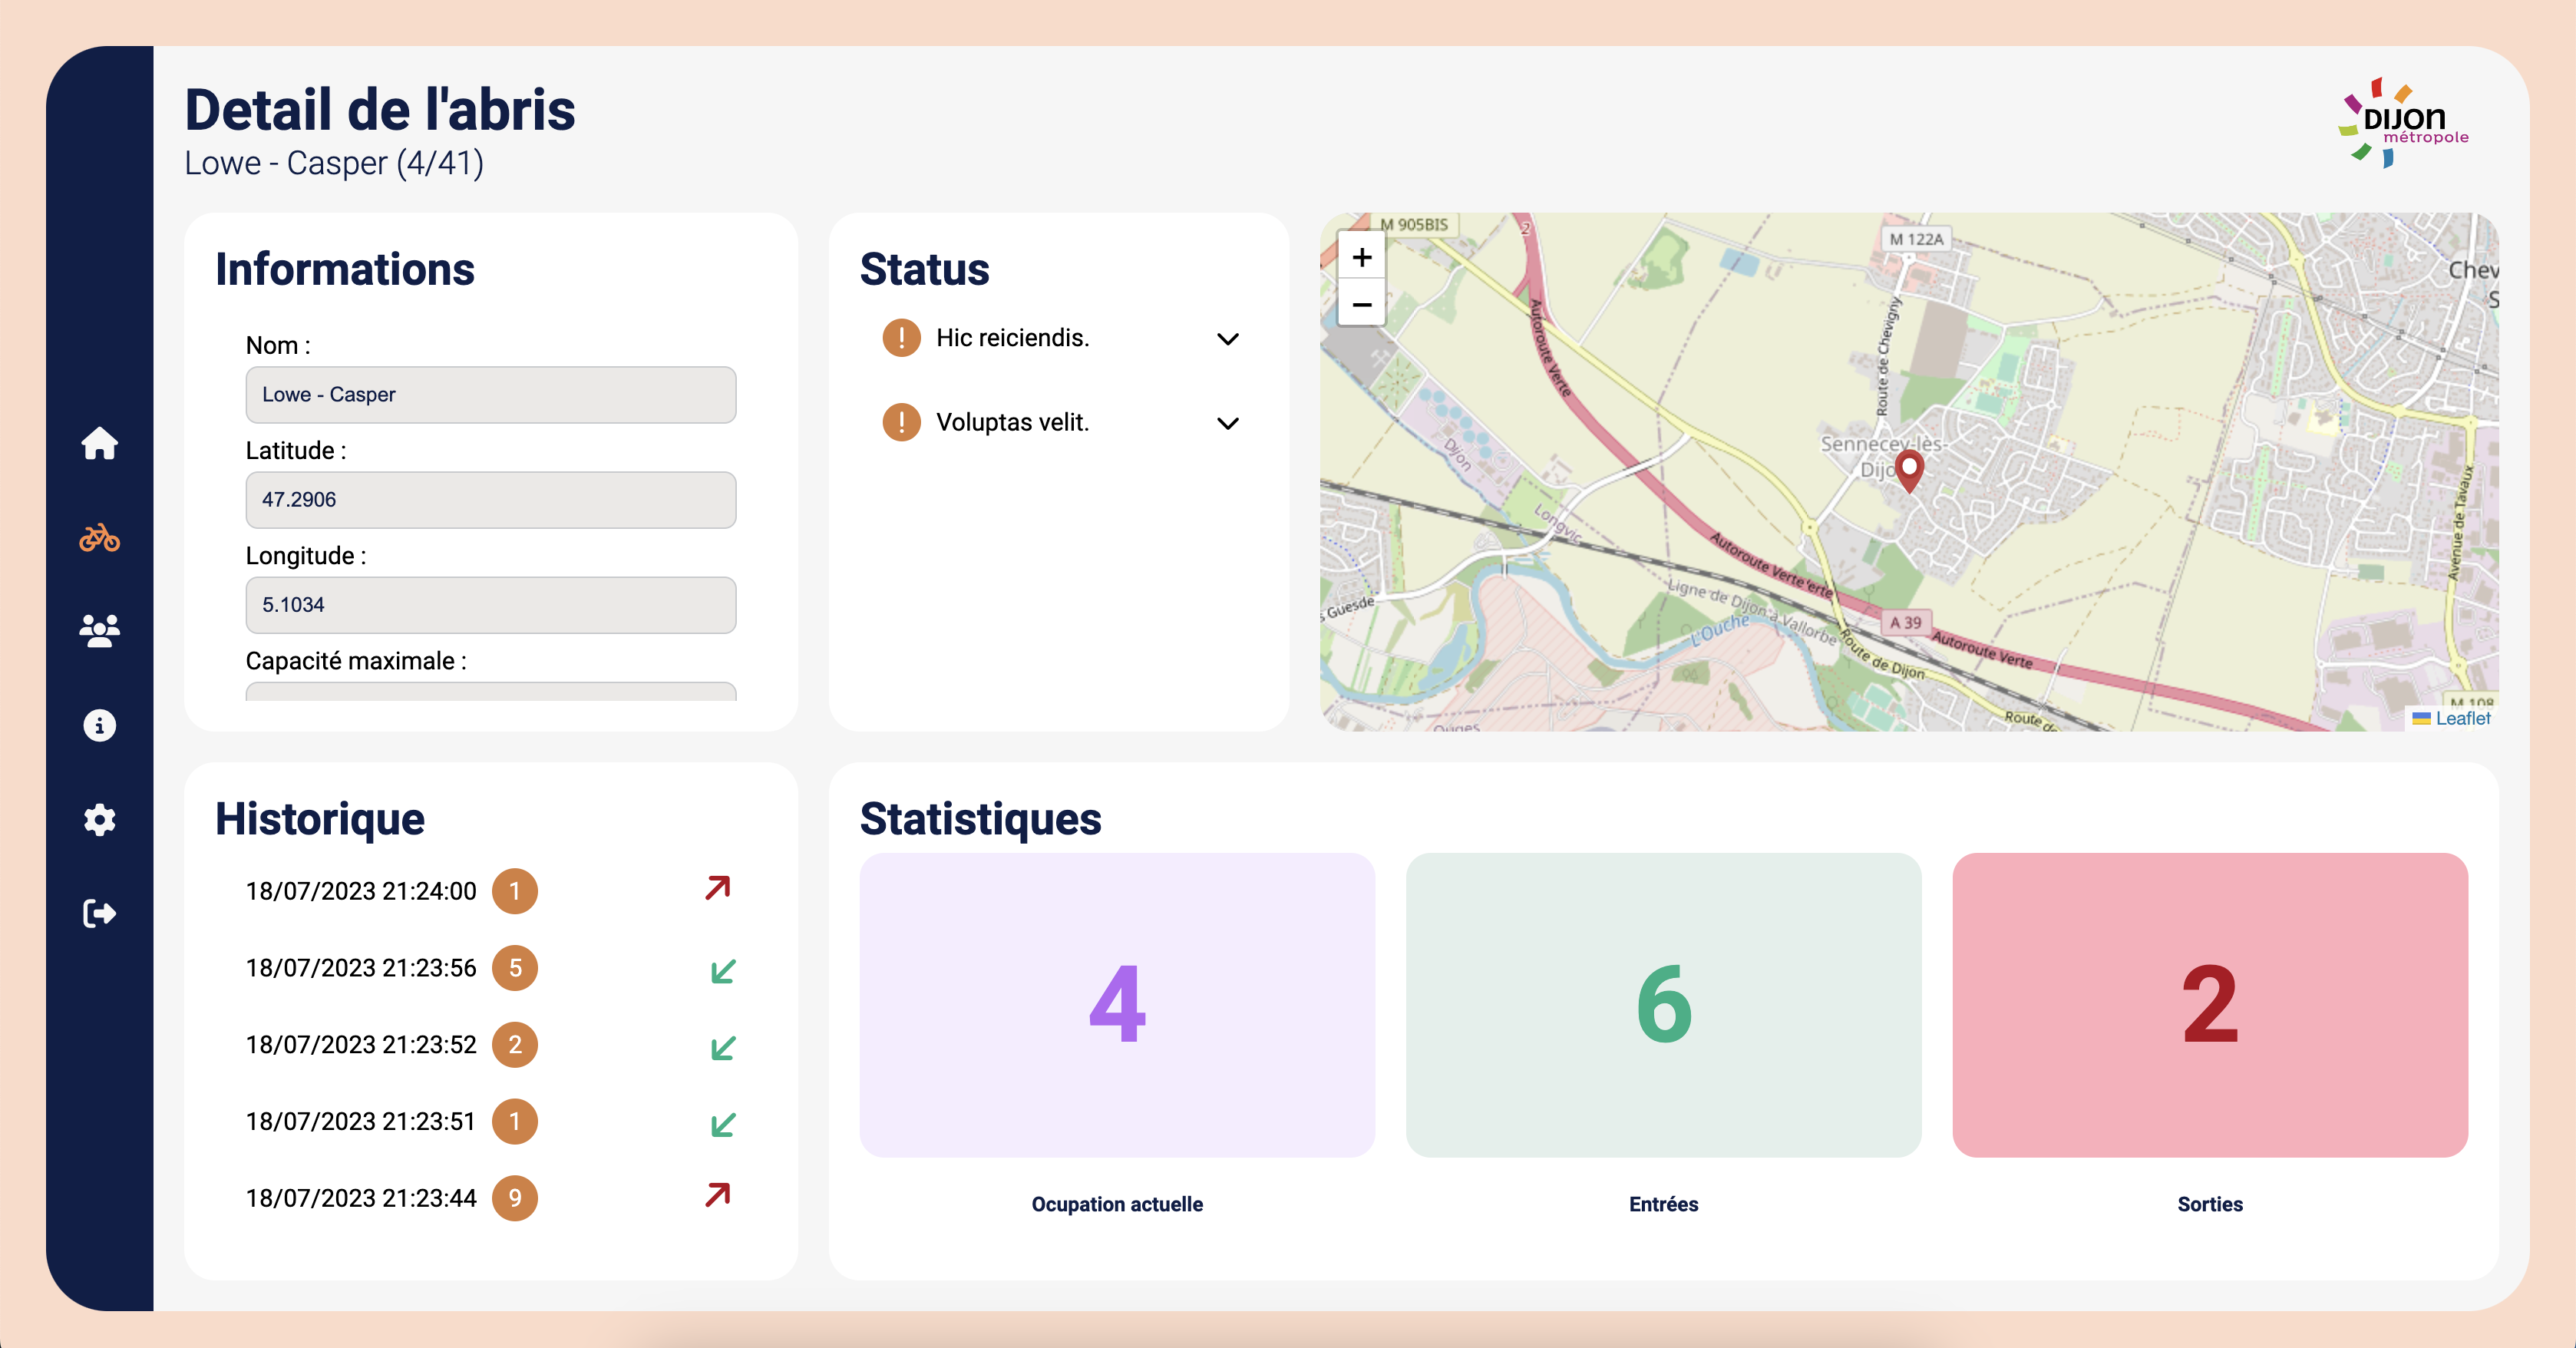 Detail de l'abris
Lowe - Casper (4/41)
DIJON
métropole
Informations
Nom :
Lowe - Casper
Latitude :
47.2906
Longitude :
5.1034
Capacité maximale :
Status
!
Hic reiciendis.
!
Voluptas velit.
+
−
M 905BIS
2
M 122A
Chev
S
Autoroute Verte
Route de Chevigny
Sennecey-lès-
Dijo
Dijon
Longvic
Autoroute Verte
'erte
Avenue de Tavaux
s Guesde
Ligne de Dijon à Vallorbe
L'Ouche
A 39
Autoroute Verte
Route de Dijon
Route de
Ouges
M 108
Leaflet
Historique
18/07/2023 21:24:00 1
18/07/2023 21:23:56 5
18/07/2023 21:23:52 2
18/07/2023 21:23:51 1
18/07/2023 21:23:44 9
Statistiques
4
6
2
Ocupation actuelle
Entrées
Sorties